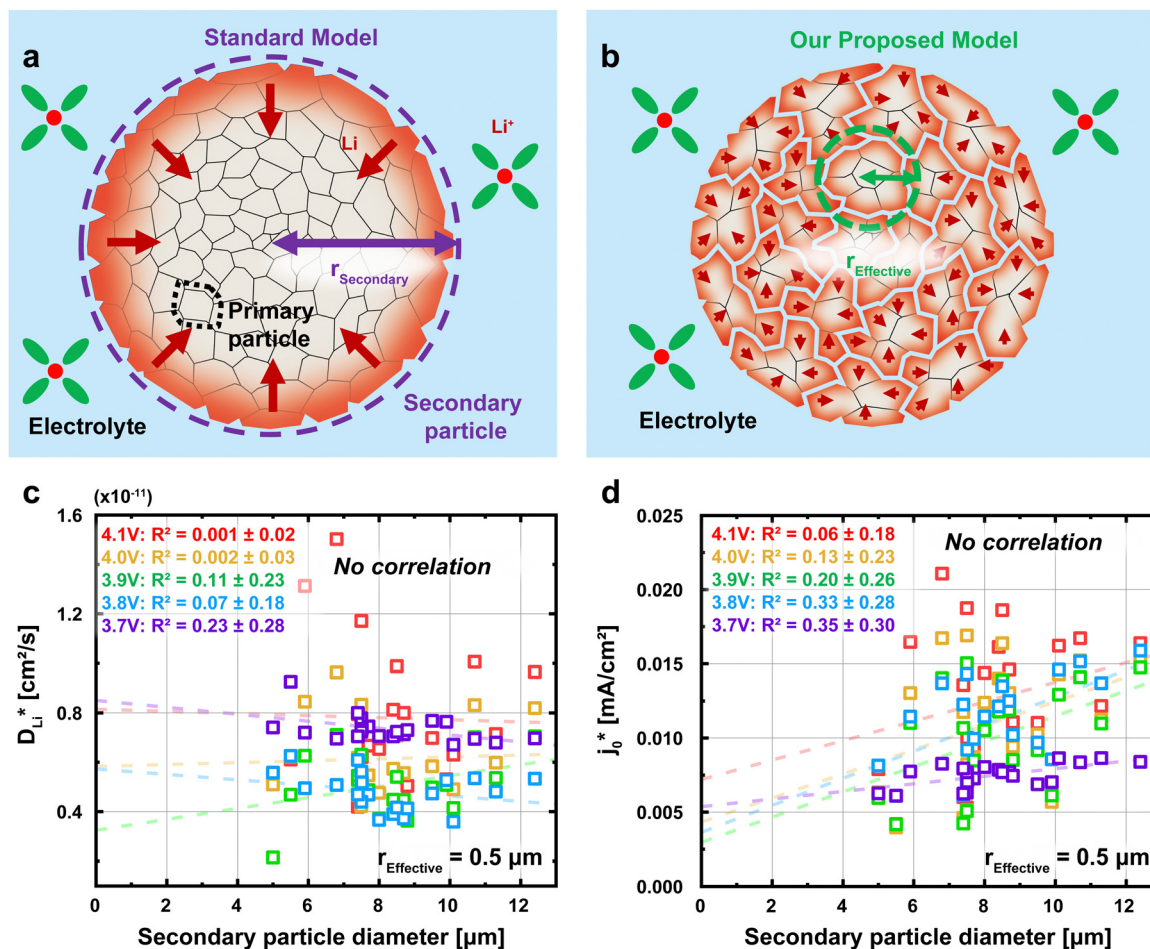 a
Standard Model
Li
Li⁺
r_Secondary
Primary
particle
Electrolyte
Secondary
particle
b
Our Proposed Model
r_Effective
Electrolyte
c
(x10⁻¹¹)
1.6
1.2
0.8
0.4
D_Li* [cm²/s]
4.1V: R² = 0.001 ± 0.02
4.0V: R² = 0.002 ± 0.03
3.9V: R² = 0.11 ± 0.23
3.8V: R² = 0.07 ± 0.18
3.7V: R² = 0.23 ± 0.28
No correlation
r_Effective = 0.5 µm
0 2 4 6 8 10 12
Secondary particle diameter [µm]
d
0.025
0.020
0.015
0.010
0.005
0.000
j₀* [mA/cm²]
4.1V: R² = 0.06 ± 0.18
4.0V: R² = 0.13 ± 0.23
3.9V: R² = 0.20 ± 0.26
3.8V: R² = 0.33 ± 0.28
3.7V: R² = 0.35 ± 0.30
No correlation
r_Effective = 0.5 µm
0 2 4 6 8 10 12
Secondary particle diameter [µm]